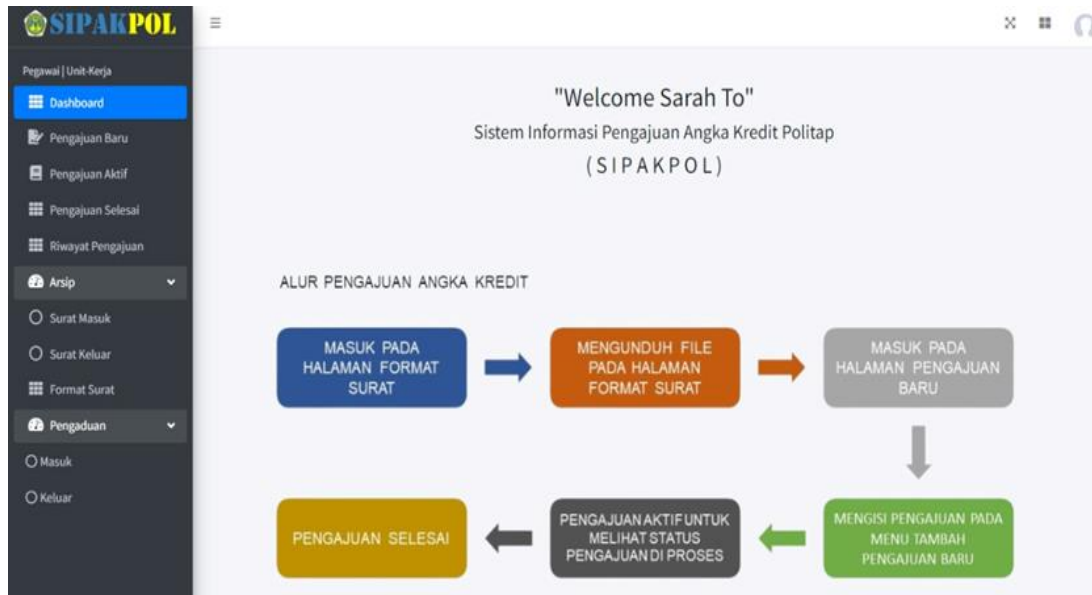 SIPAKPOL
Pegawai | Unit-Kerja
Dashboard
Pengajuan Baru
Pengajuan Aktif
Pengajuan Selesai
Riwayat Pengajuan
Arsip
Surat Masuk
Surat Keluar
Format Surat
Pengaduan
Masuk
Keluar
"Welcome Sarah To"
Sistem Informasi Pengajuan Angka Kredit Politap
( S I P A K P O L )
ALUR PENGAJUAN ANGKA KREDIT
MASUK PADA
HALAMAN FORMAT
SURAT
MENGUNDUH FILE
PADA HALAMAN
FORMAT SURAT
MASUK PADA
HALAMAN PENGAJUAN
BARU
MENGISI PENGAJUAN PADA
MENU TAMBAH
PENGAJUAN BARU
PENGAJUAN AKTIF UNTUK
MELIHAT STATUS
PENGAJUAN DI PROSES
PENGAJUAN SELESAI